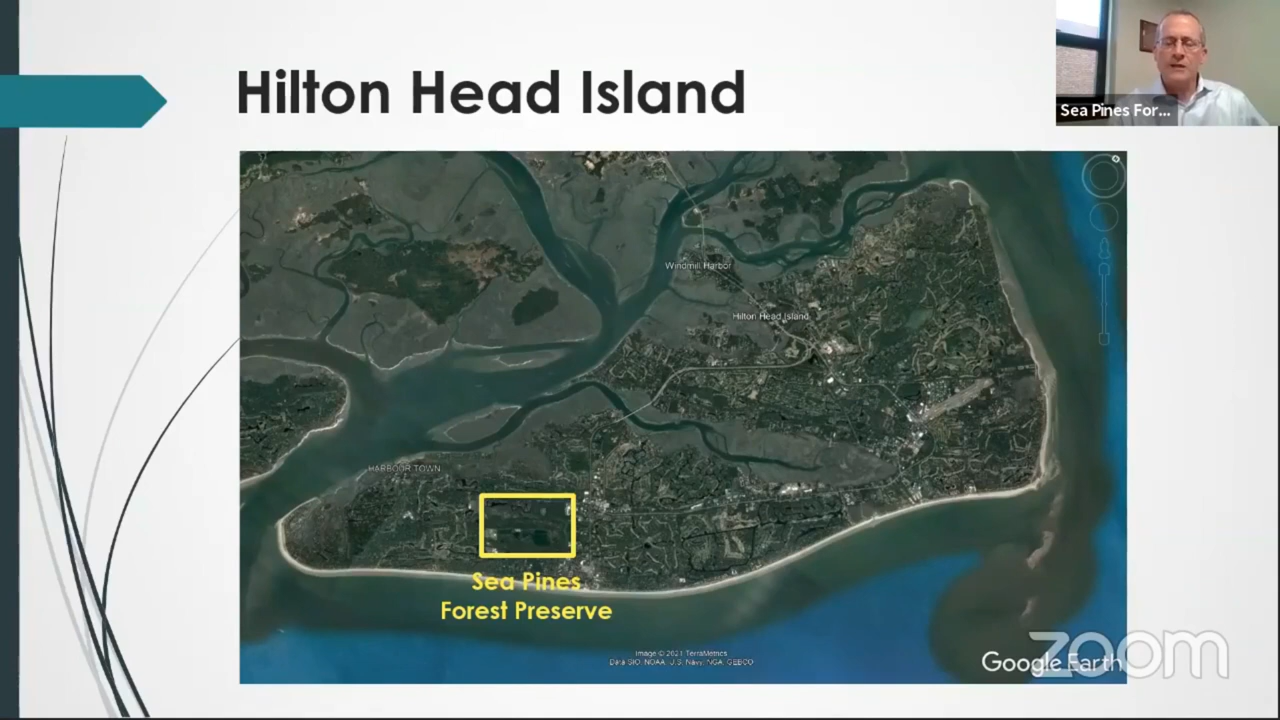 Hilton Head Island
Sea Pines For...
Windmill Harbor
Hilton Head Island
HARBOUR TOWN
Sea Pines
Forest Preserve
Image © 2021 TerraMetrics
Data SIO, NOAA, U.S. Navy, NGA, GEBCO
Google Earth
zoom